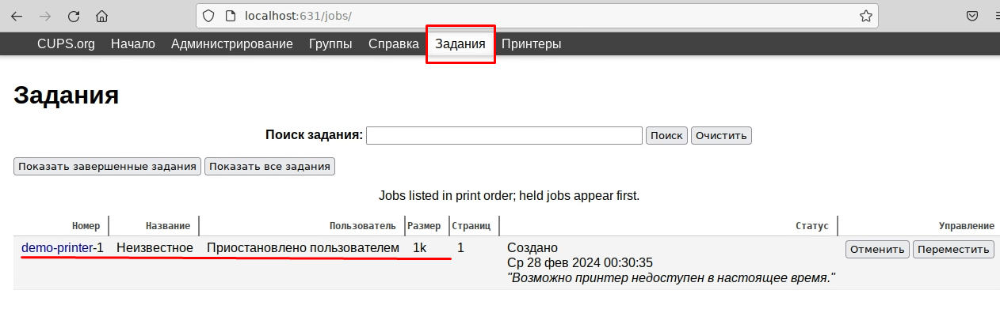 localhost:631/jobs/
CUPS.org Начало Администрирование Группы Справка Задания Принтеры
Задания
Поиск задания: Поиск Очистить
Показать завершенные задания Показать все задания
Jobs listed in print order; held jobs appear first.
Номер Название Пользователь Размер Страниц Статус Управление
demo-printer-1 Неизвестное Приостановлено пользователем 1k 1 Создано Отменить Переместить
Ср 28 фев 2024 00:30:35
"Возможно принтер недоступен в настоящее время."